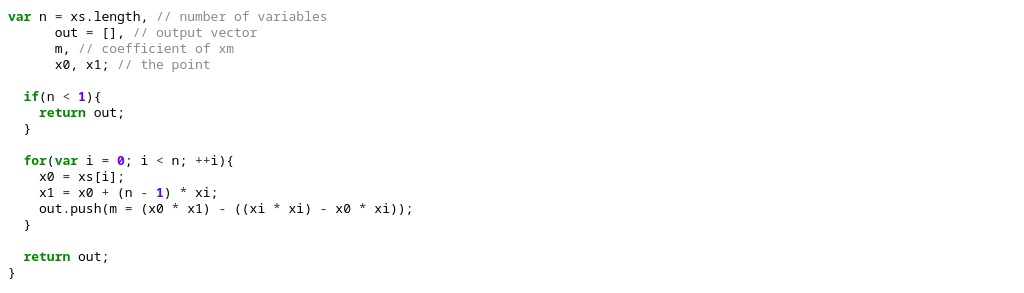 var n = xs.length, // number of variables
      out = [], // output vector
      m, // coefficient of xm
      x0, x1; // the point

  if(n < 1){
    return out;
  }

  for(var i = 0; i < n; ++i){
    x0 = xs[i];
    x1 = x0 + (n - 1) * xi;
    out.push(m = (x0 * x1) - ((xi * xi) - x0 * xi));
  }

  return out;
}